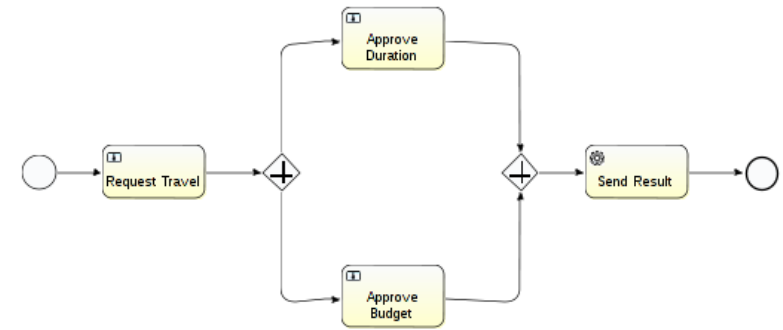 Approve
Duration
Request Travel
Send Result
Approve
Budget